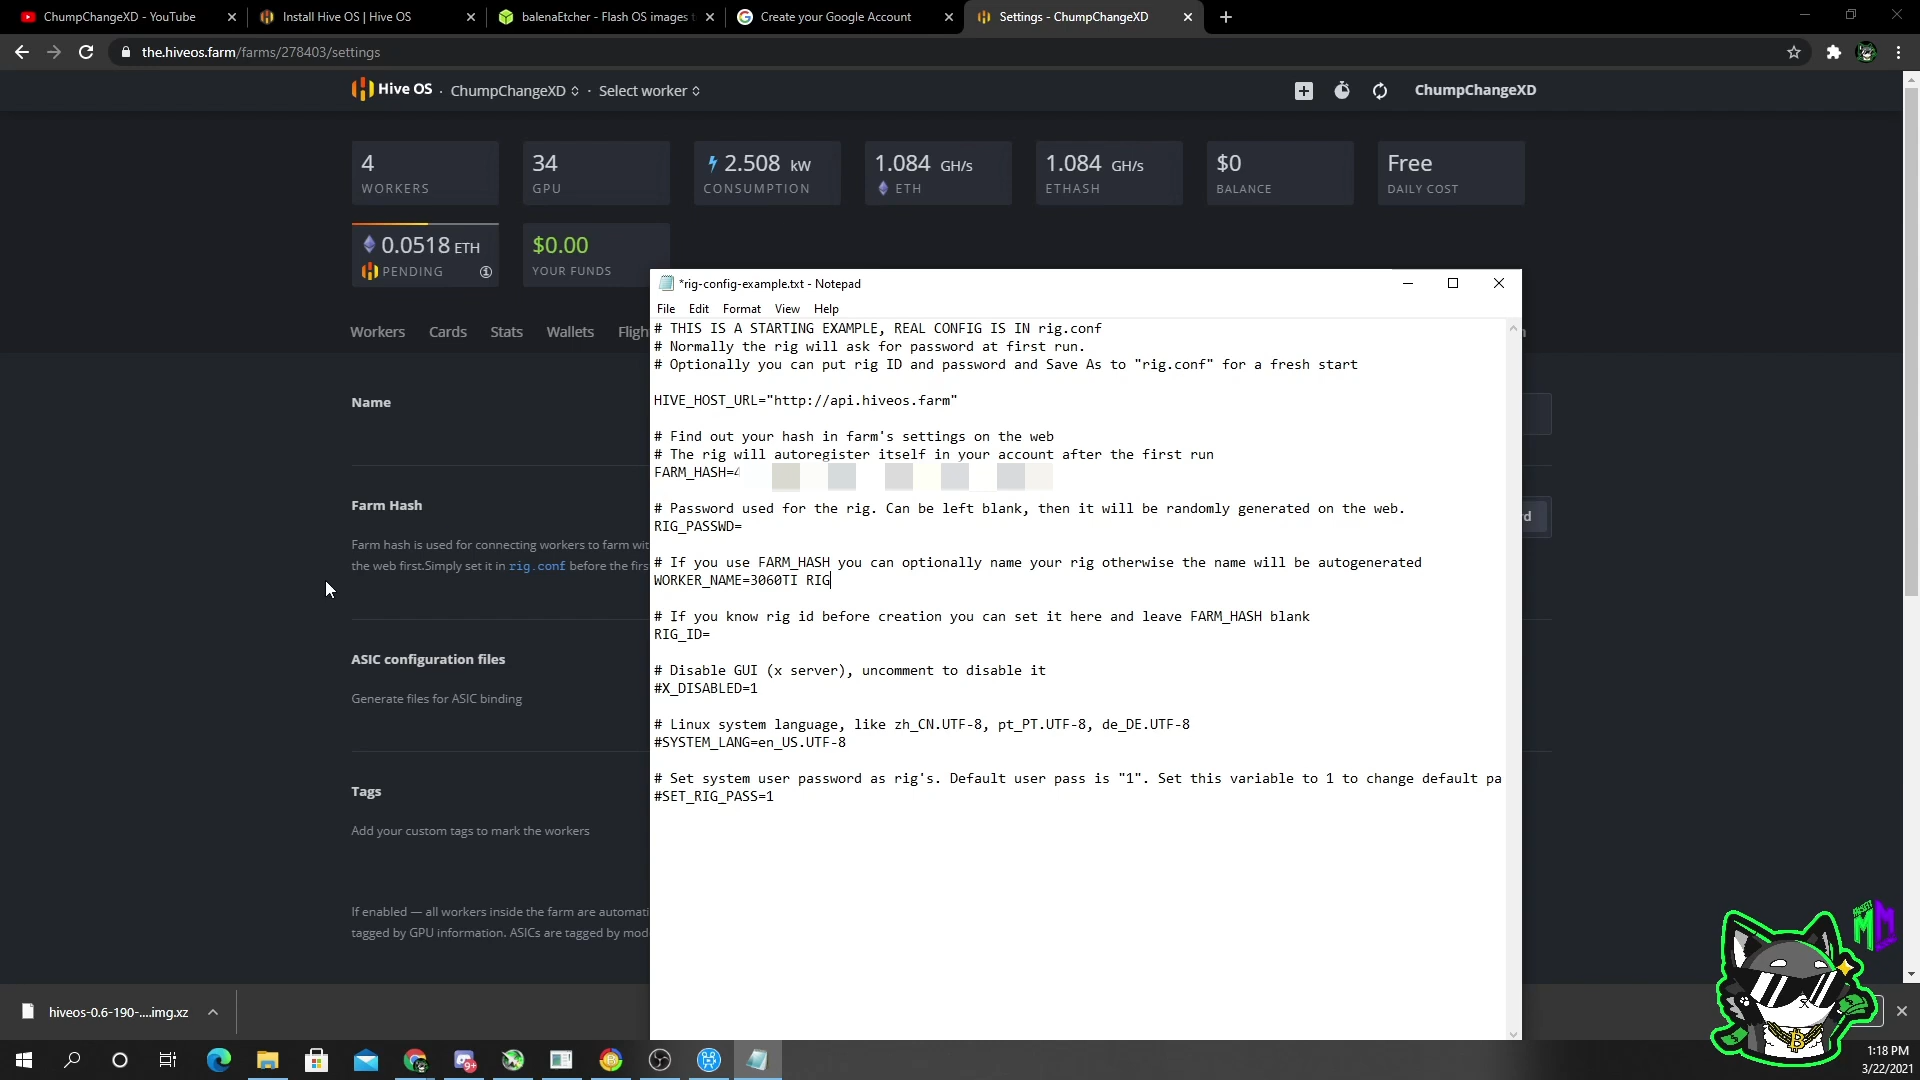 ChumpChangeXD - YouTube
Install Hive OS | Hive OS
balenaEtcher - Flash OS images t
Create your Google Account
Settings - ChumpChangeXD
the.hiveos.farm/farms/278403/settings
Hive OS · ChumpChangeXD · Select worker
ChumpChangeXD
4
WORKERS
34
GPU
2.508 kW
CONSUMPTION
1.084 GH/s
ETH
1.084 GH/s
ETHASH
$0
BALANCE
Free
DAILY COST
0.0518 ETH
PENDING
$0.00
YOUR FUNDS
Workers Cards Stats Wallets Fligh
Name
Farm Hash
Farm hash is used for connecting workers to farm wit
the web first.Simply set it in rig.conf before the firs
rd
ASIC configuration files
Generate files for ASIC binding
Tags
Add your custom tags to mark the workers
If enabled — all workers inside the farm are automati
tagged by GPU information. ASICs are tagged by mod
*rig-config-example.txt - Notepad
File Edit Format View Help
# THIS IS A STARTING EXAMPLE, REAL CONFIG IS IN rig.conf
# Normally the rig will ask for password at first run.
# Optionally you can put rig ID and password and Save As to "rig.conf" for a fresh start
HIVE_HOST_URL="http://api.hiveos.farm"
# Find out your hash in farm's settings on the web
# The rig will autoregister itself in your account after the first run
FARM_HASH=4
# Password used for the rig. Can be left blank, then it will be randomly generated on the web.
RIG_PASSWD=
# If you use FARM_HASH you can optionally name your rig otherwise the name will be autogenerated
WORKER_NAME=3060TI RIG
# If you know rig id before creation you can set it here and leave FARM_HASH blank
RIG_ID=
# Disable GUI (x server), uncomment to disable it
#X_DISABLED=1
# Linux system language, like zh_CN.UTF-8, pt_PT.UTF-8, de_DE.UTF-8
#SYSTEM_LANG=en_US.UTF-8
# Set system user password as rig's. Default user pass is "1". Set this variable to 1 to change default pa
#SET_RIG_PASS=1
hiveos-0.6-190-....img.xz
9+
1:18 PM
3/22/2021